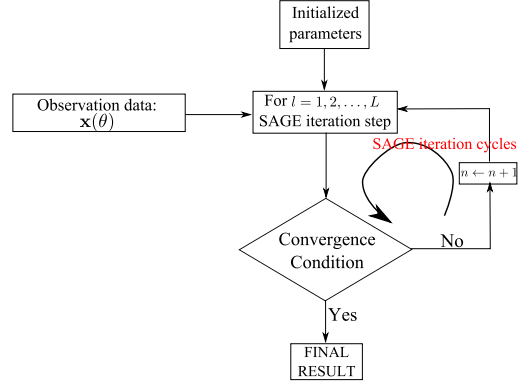 Initialized
parameters
Observation data:
x(θ)
For l = 1, 2, . . . , L
SAGE iteration step
SAGE iteration cycles
n ← n + 1
Convergence
Condition
No
Yes
FINAL
RESULT